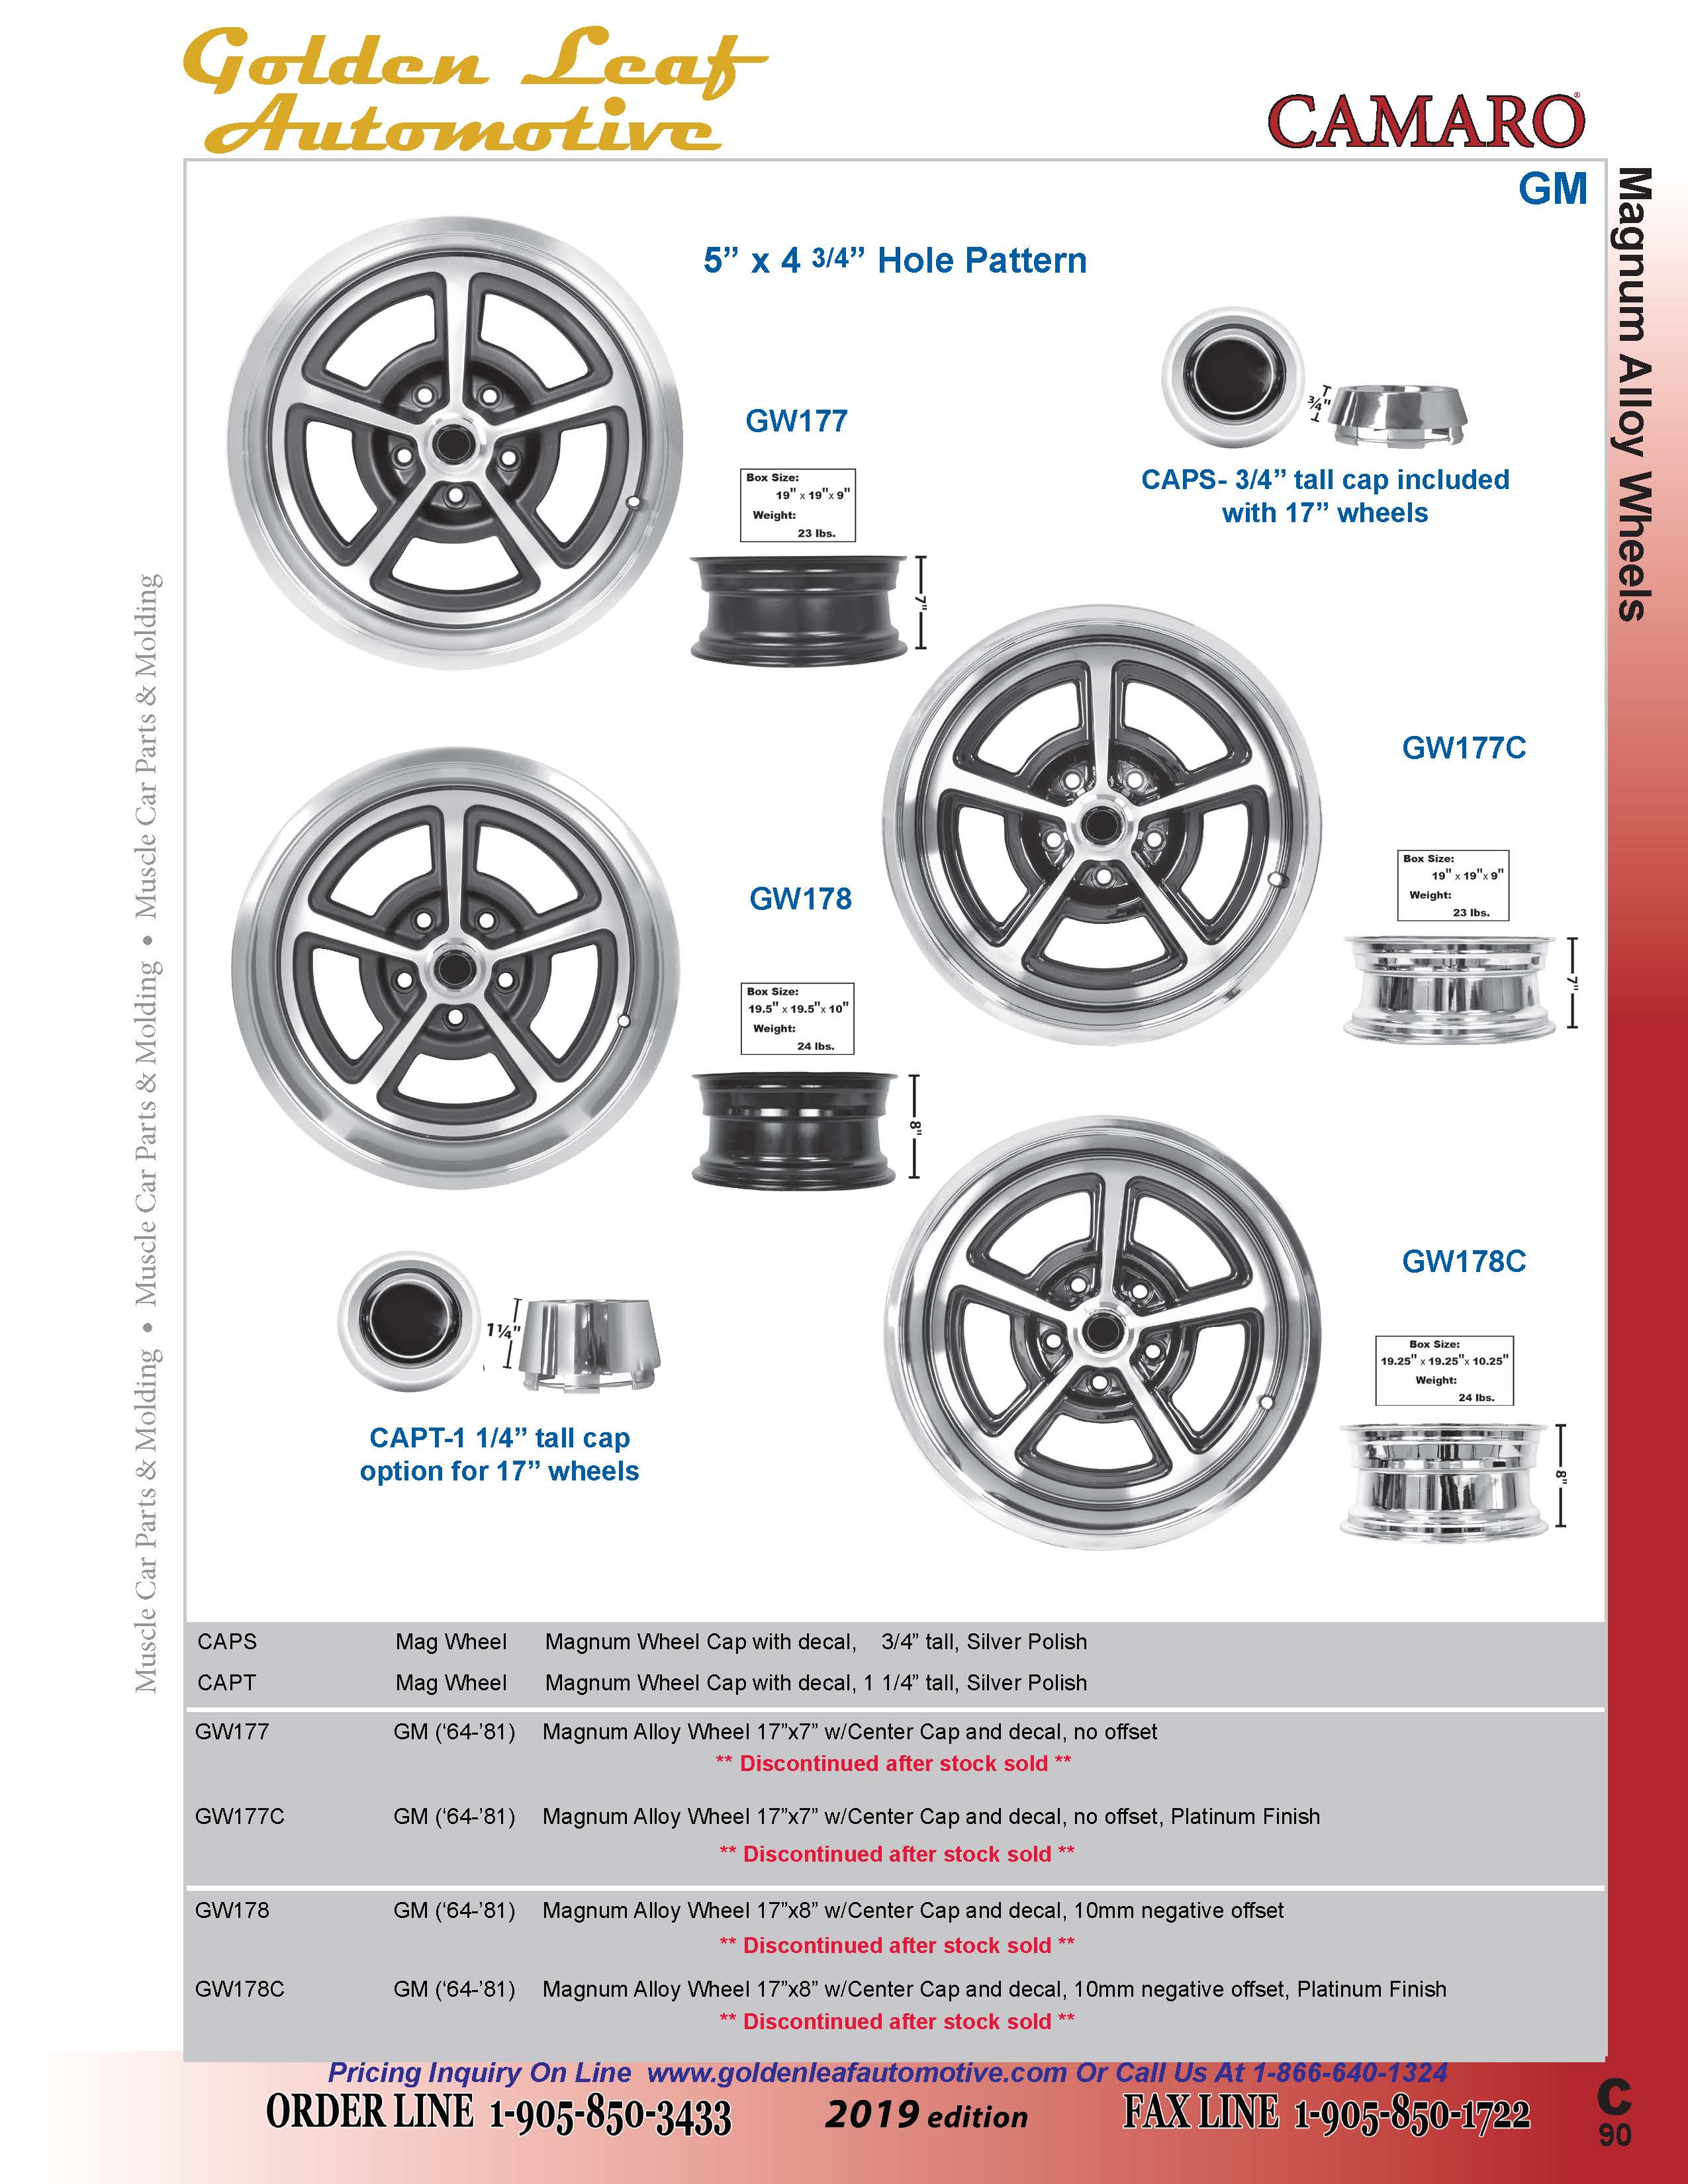 Golden Leaf
Automotive
CAMARO®
GM
Magnum Alloy Wheels
5” x 4 3/4” Hole Pattern
GW177
Box Size:
19" x 19"x 9"
Weight:
23 lbs.
7"
3/4"
CAPS- 3/4” tall cap included
with 17” wheels
GW177C
Box Size:
19" x 19"x 9"
Weight:
23 lbs.
7"
GW178
Box Size:
19.5" x 19.5"x 10"
Weight:
24 lbs.
8"
1¼"
CAPT-1 1/4” tall cap
option for 17” wheels
GW178C
Box Size:
19.25" x 19.25"x 10.25"
Weight:
24 lbs.
8"
Muscle Car Parts & Molding • Muscle Car Parts & Molding • Muscle Car Parts & Molding
CAPS Mag Wheel Magnum Wheel Cap with decal, 3/4” tall, Silver Polish
CAPT Mag Wheel Magnum Wheel Cap with decal, 1 1/4” tall, Silver Polish
GW177 GM (‘64-’81) Magnum Alloy Wheel 17”x7” w/Center Cap and decal, no offset
** Discontinued after stock sold **
GW177C GM (‘64-’81) Magnum Alloy Wheel 17”x7” w/Center Cap and decal, no offset, Platinum Finish
** Discontinued after stock sold **
GW178 GM (‘64-’81) Magnum Alloy Wheel 17”x8” w/Center Cap and decal, 10mm negative offset
** Discontinued after stock sold **
GW178C GM (‘64-’81) Magnum Alloy Wheel 17”x8” w/Center Cap and decal, 10mm negative offset, Platinum Finish
** Discontinued after stock sold **
Pricing Inquiry On Line www.goldenleafautomotive.com Or Call Us At 1-866-640-1324
ORDER LINE 1-905-850-3433 2019 edition FAX LINE 1-905-850-1722
C
90